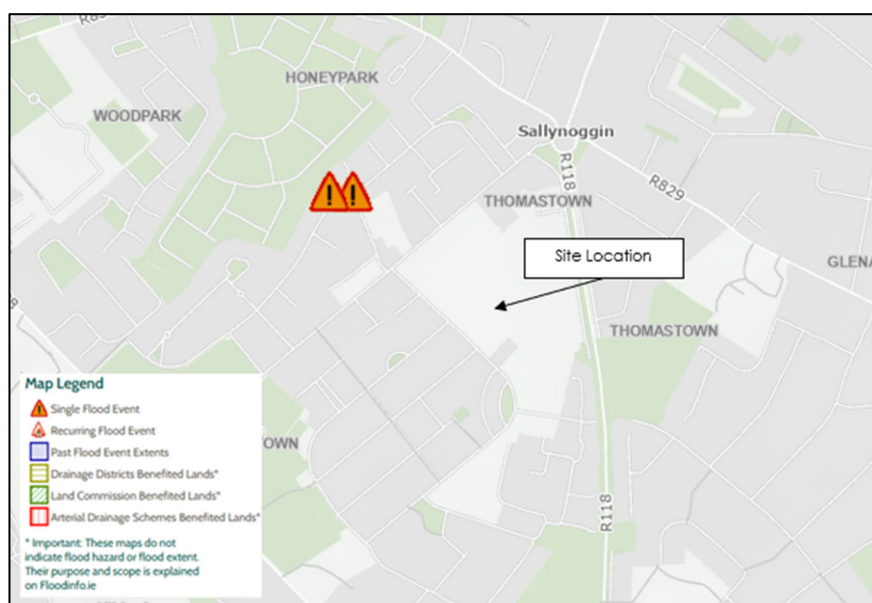 HONEYPARK
WOODPARK
Sallynoggin
R118
R829
THOMASTOWN
Site Location
GLENA
THOMASTOWN
Map Legend
Single Flood Event
Recurring Flood Event
Past Flood Event Extents
Drainage Districts Benefited Lands*
Land Commission Benefited Lands*
Arterial Drainage Schemes Benefited Lands*
* Important: These maps do not
indicate flood hazard or flood extent.
Their purpose and scope is explained
on Floodinfo.ie
TOWN
R118